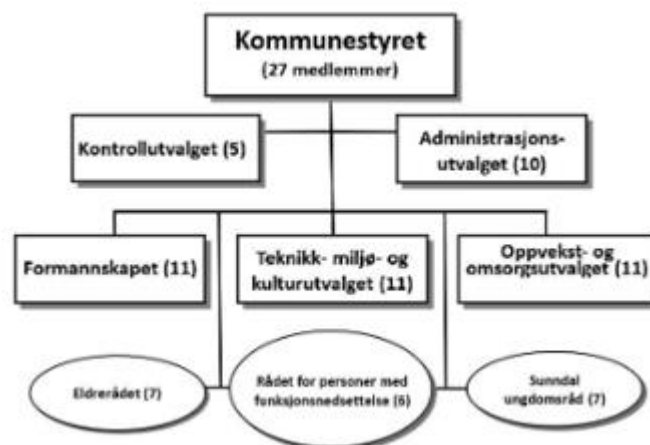 Kommunestyret
(27 medlemmer)
Kontrollutvalget (5)
Administrasjons-
utvalget (10)
Formannskapet (11)
Teknikk- miljø- og
kulturutvalget (11)
Oppvekst- og
omsorgsutvalget (11)
Eldrerådet (7)
Rådet for personer med
funksjonsnedsettelse (6)
Sunndal
ungdomsråd (7)